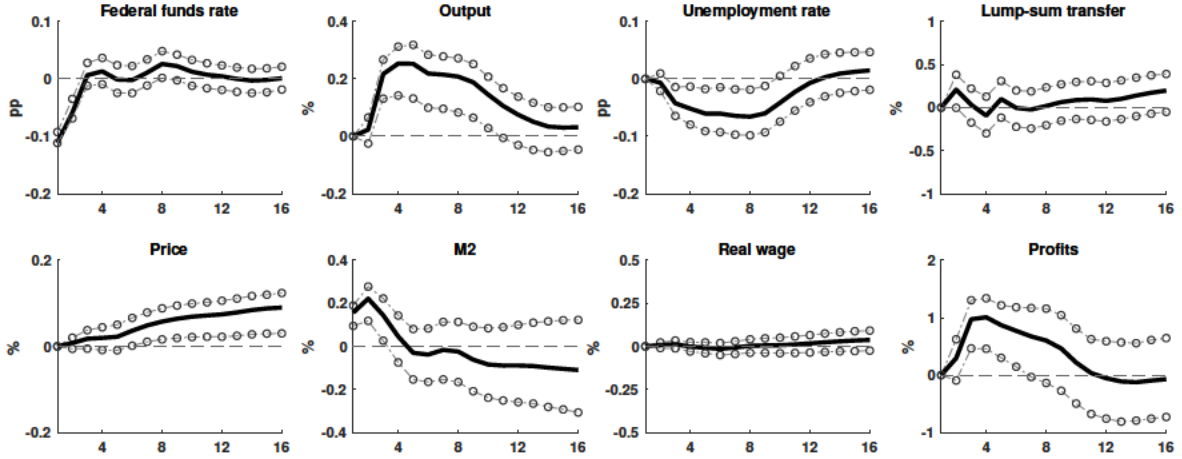 Federal funds rate
0.1
0
-0.1
-0.2
pp
4 8 12 16
Output
0.4
0.2
0
-0.2
%
4 8 12 16
Unemployment rate
0.1
0
-0.1
-0.2
pp
4 8 12 16
Lump-sum transfer
1
0.5
0
-0.5
-1
%
4 8 12 16
Price
0.2
0
-0.2
%
4 8 12 16
M2
0.4
0.2
0
-0.2
-0.4
%
4 8 12 16
Real wage
0.5
0.25
0
-0.25
-0.5
%
4 8 12 16
Profits
2
1
0
-1
%
4 8 12 16